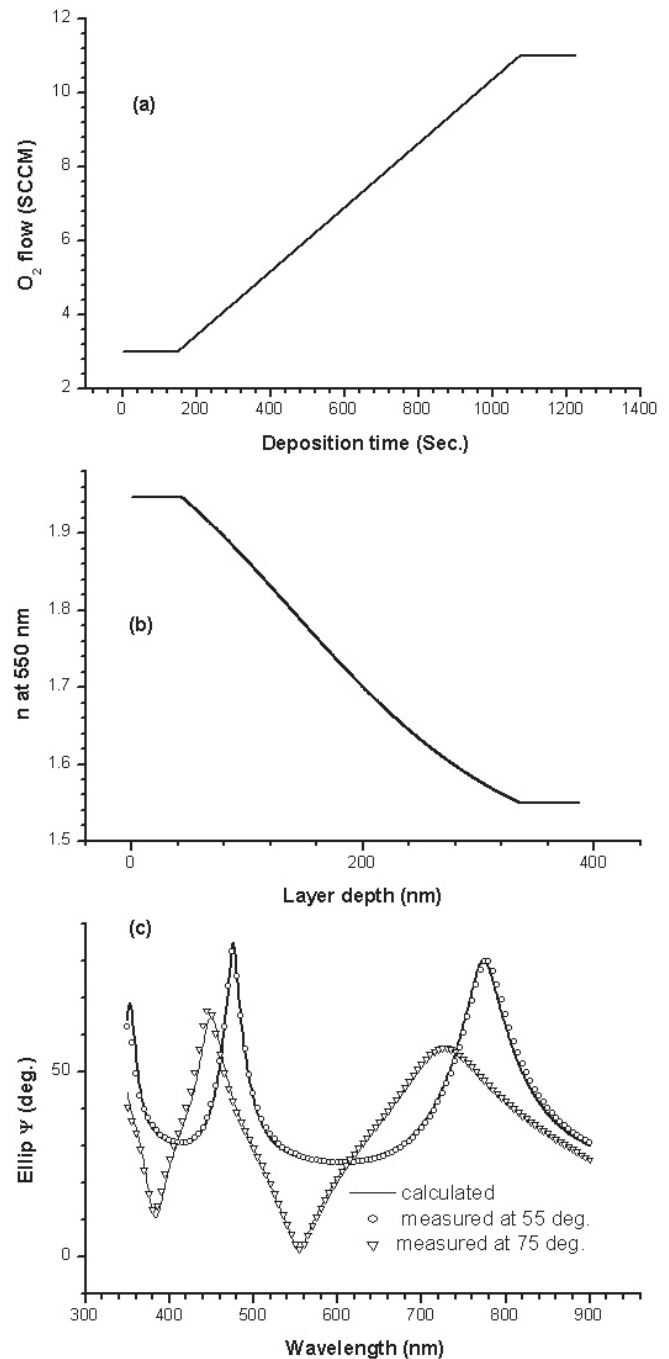 12
10
8
6
4
2
O2 flow (SCCM)
(a)
0 200 400 600 800 1000 1200 1400
Deposition time (Sec.)
1.9
1.8
1.7
1.6
1.5
n at 550 nm
(b)
0 200 400
Layer depth (nm)
(c)
50
0
Ellip Ψ (deg.)
calculated
measured at 55 deg.
measured at 75 deg.
300 400 500 600 700 800 900
Wavelength (nm)